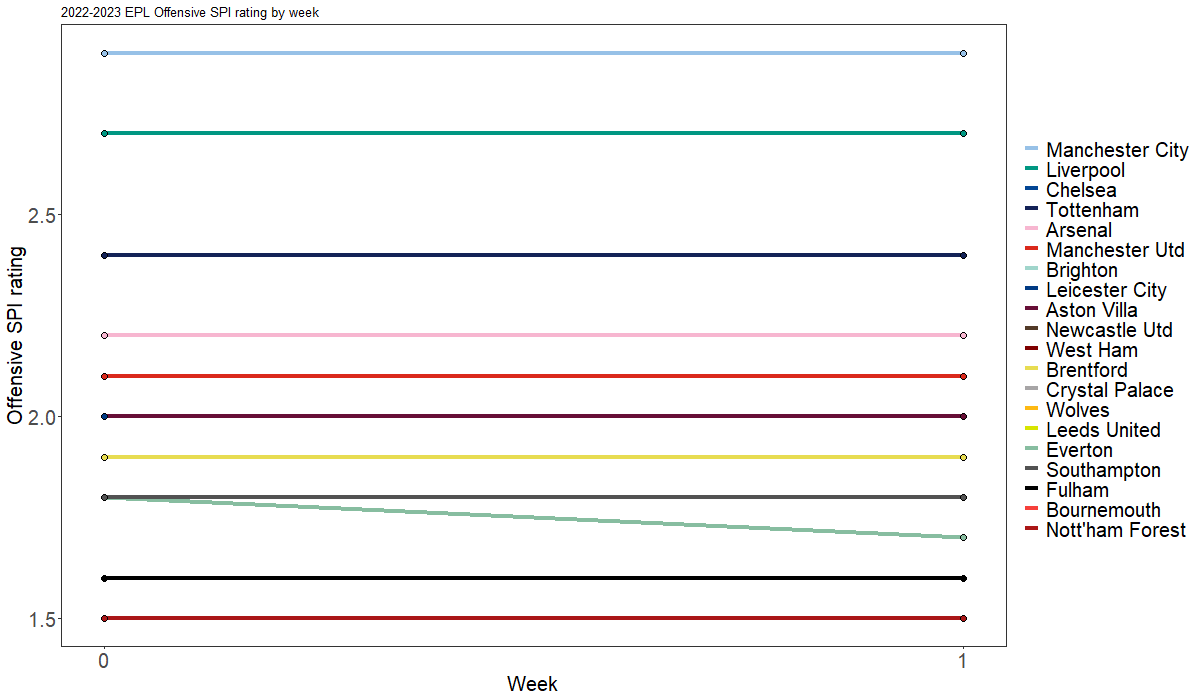 2022-2023 EPL Offensive SPI rating by week
Offensive SPI rating
2.5
2.0
1.5
0
1
Week
Manchester City
Liverpool
Chelsea
Tottenham
Arsenal
Manchester Utd
Brighton
Leicester City
Aston Villa
Newcastle Utd
West Ham
Brentford
Crystal Palace
Wolves
Leeds United
Everton
Southampton
Fulham
Bournemouth
Nott'ham Forest